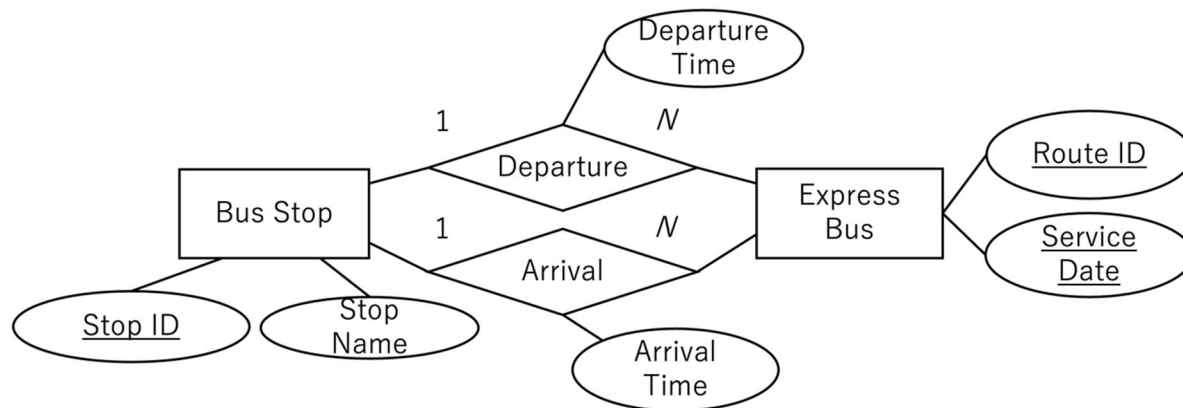 Departure
Time
1
N
Departure
Route ID
Express
Bus
Bus Stop
1
N
Service
Date
Arrival
Stop ID
Stop
Name
Arrival
Time